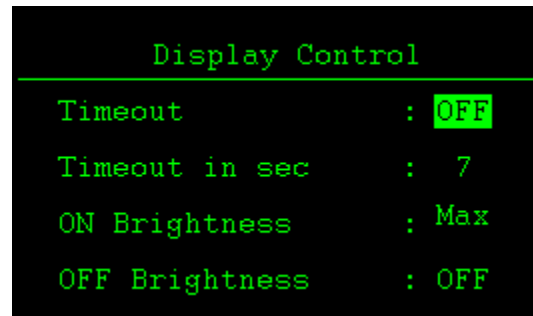 Display Control
Timeout : OFF
Timeout in sec : 7
ON Brightness : Max
OFF Brightness : OFF